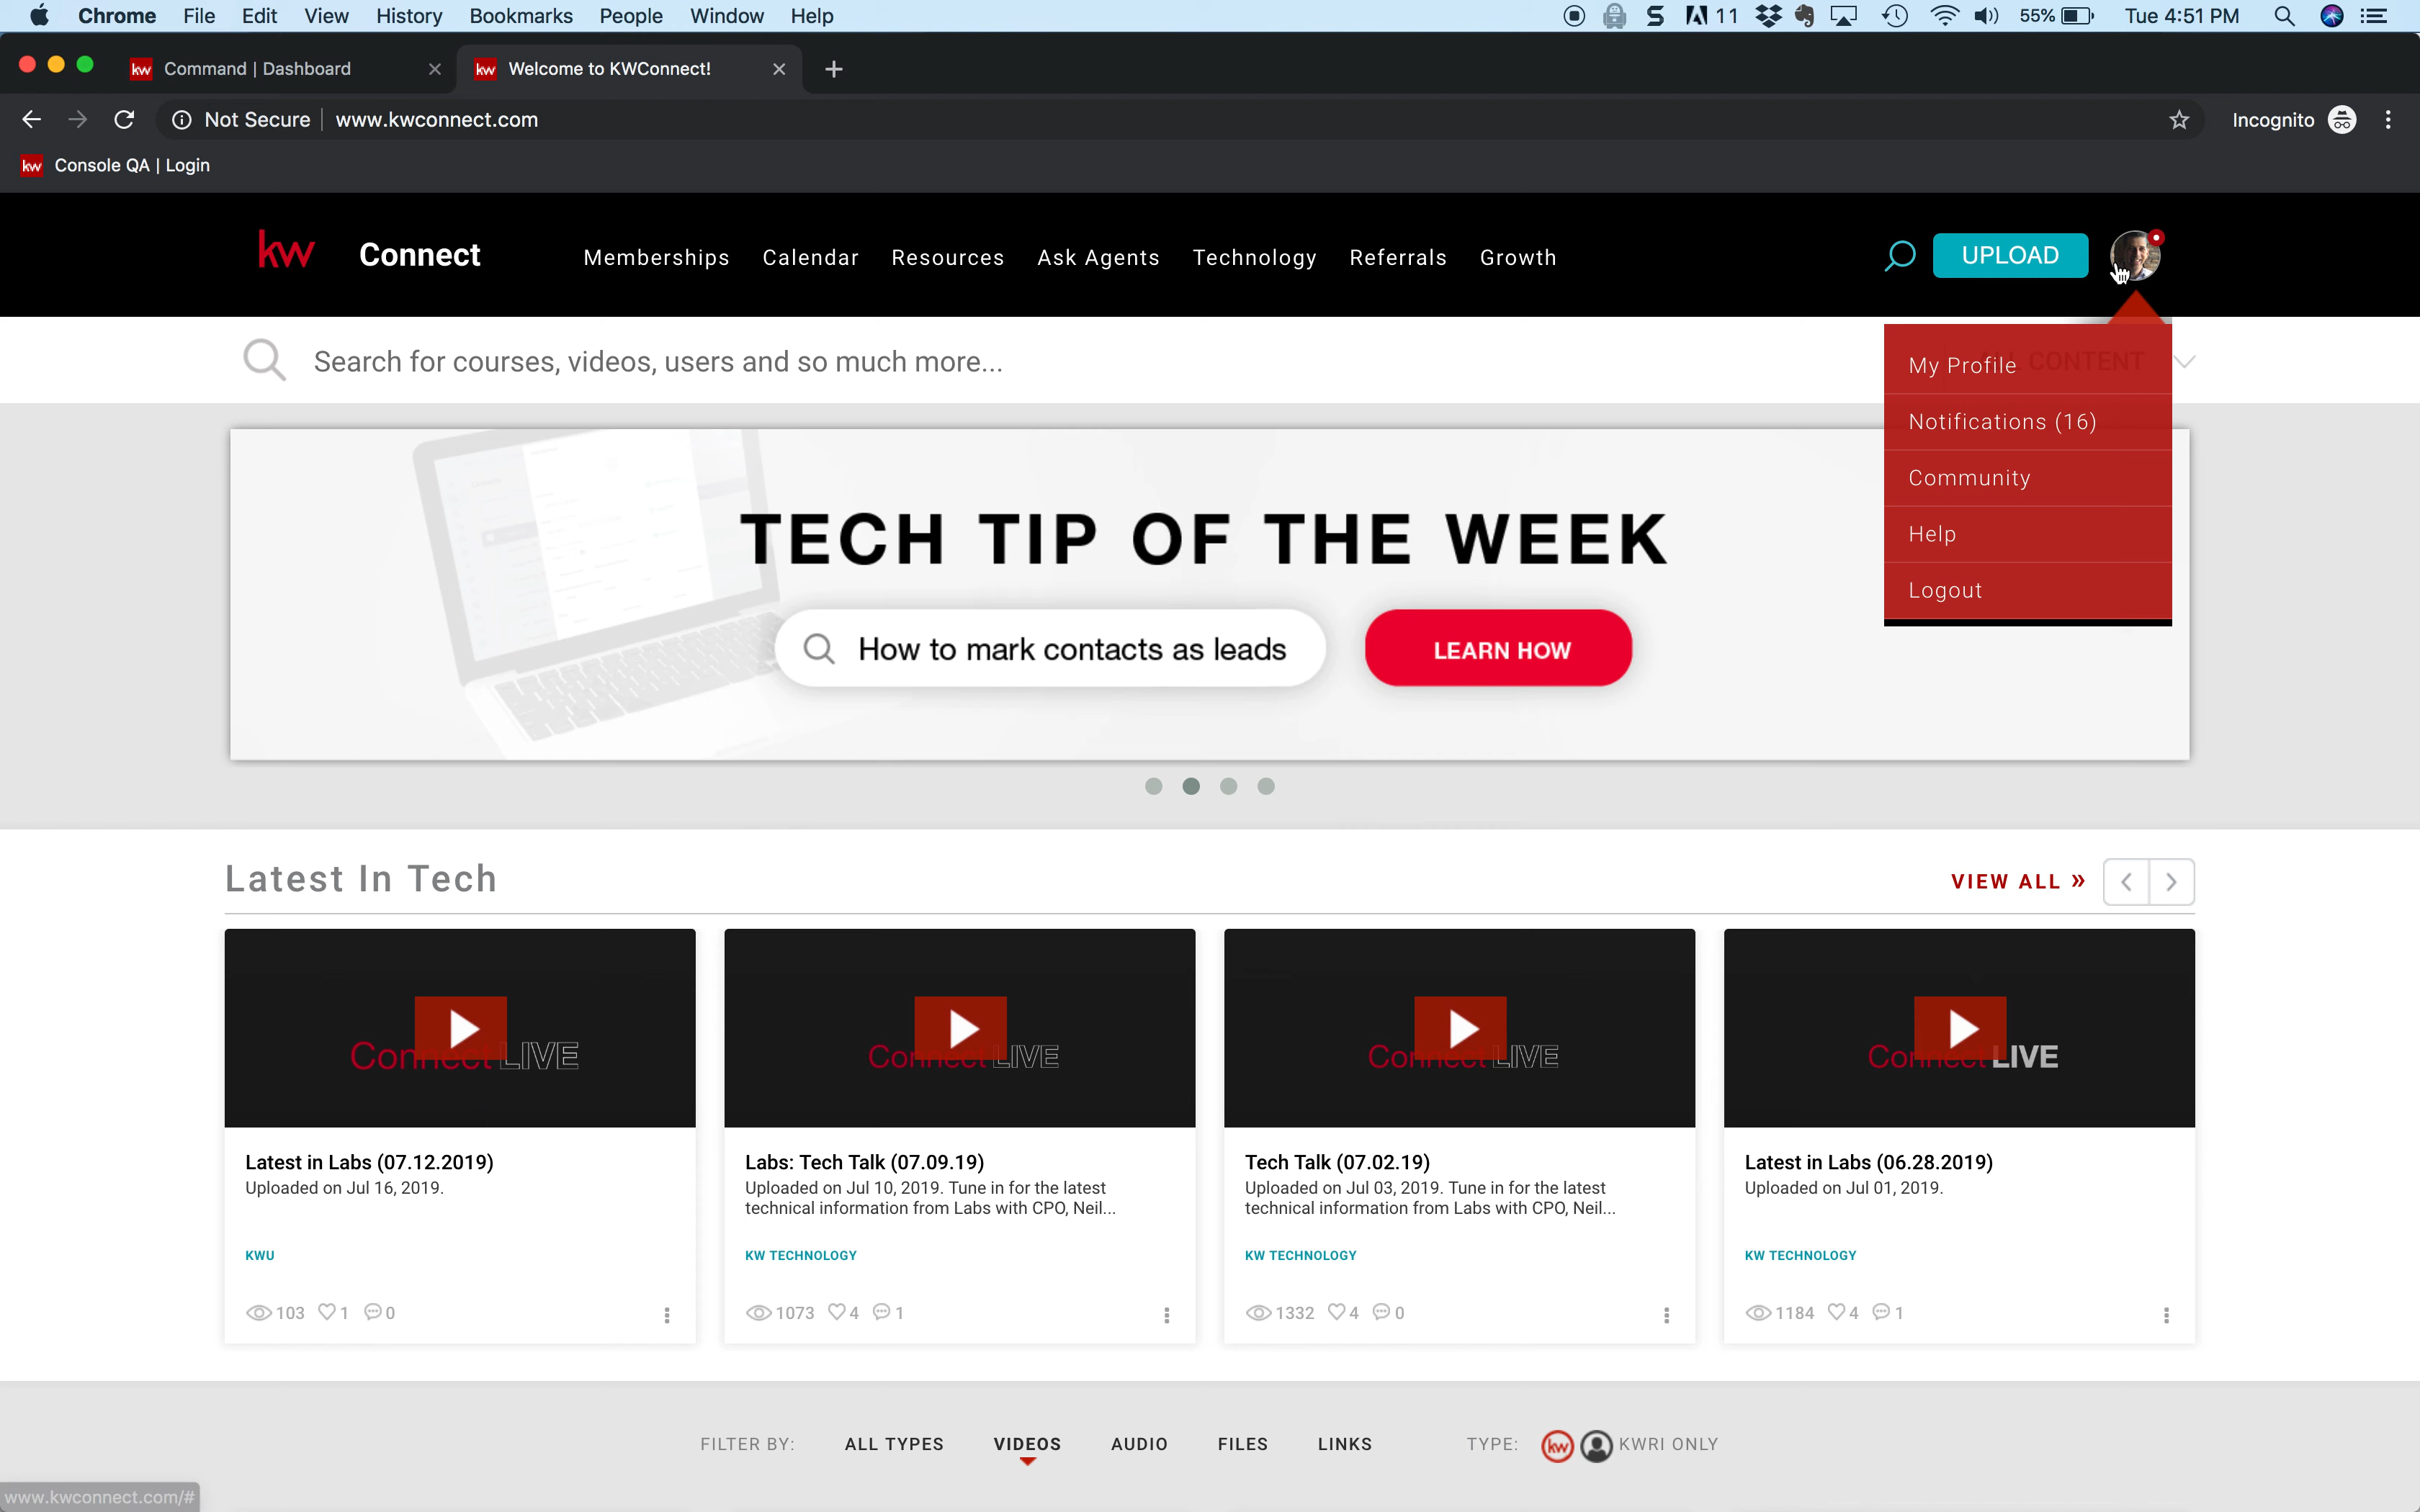 Chrome File Edit View History Bookmarks People Window Help 11 55% Tue 4:51 PM
kw Command | Dashboard kw Welcome to KWConnect!
Not Secure www.kwconnect.com Incognito
kw Console QA | Login
kw Connect Memberships Calendar Resources Ask Agents Technology Referrals Growth UPLOAD
Search for courses, videos, users and so much more... CONTENT
My Profile
Notifications (16)
Community
Help
Logout
TECH TIP OF THE WEEK
How to mark contacts as leads LEARN HOW
Latest In Tech VIEW ALL »
Connect LIVE Connect LIVE Connect LIVE Connect LIVE
Latest in Labs (07.12.2019)
Uploaded on Jul 16, 2019.
KWU
103 1 0
Labs: Tech Talk (07.09.19)
Uploaded on Jul 10, 2019. Tune in for the latest
technical information from Labs with CPO, Neil...
KW TECHNOLOGY
1073 4 1
Tech Talk (07.02.19)
Uploaded on Jul 03, 2019. Tune in for the latest
technical information from Labs with CPO, Neil...
KW TECHNOLOGY
1332 4 0
Latest in Labs (06.28.2019)
Uploaded on Jul 01, 2019.
KW TECHNOLOGY
1184 4 1
FILTER BY: ALL TYPES VIDEOS AUDIO FILES LINKS TYPE: kw KWRI ONLY
www.kwconnect.com/#